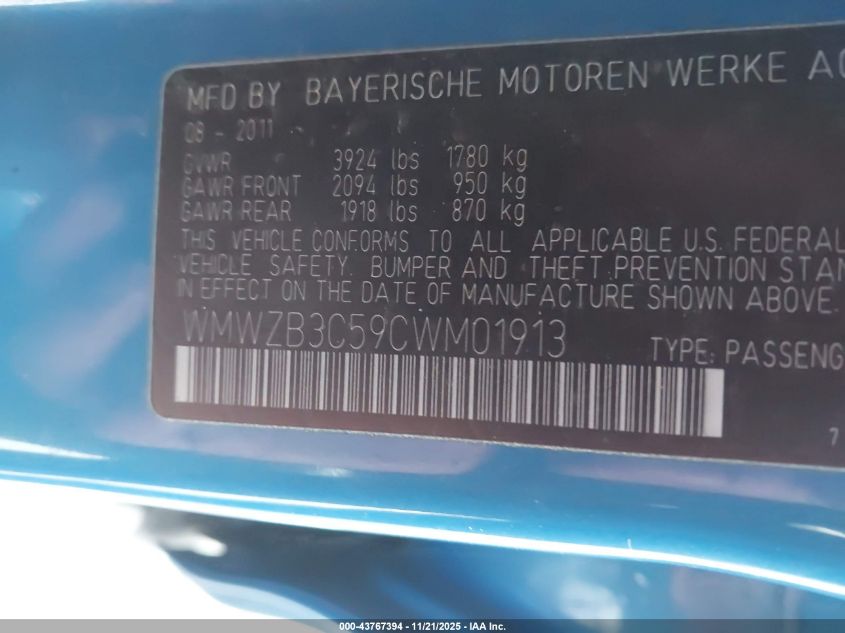 MFD BY BAYERISCHE MOTOREN WERKE AG
08 - 2011
GVWR 3924 lbs 1780 kg
GAWR FRONT 2094 lbs 950 kg
GAWR REAR 1918 lbs 870 kg
THIS VEHICLE CONFORMS TO ALL APPLICABLE U.S. FEDERAL
VEHICLE SAFETY. BUMPER AND THEFT PREVENTION STAN
IN EFFECT ON THE DATE OF MANUFACTURE SHOWN ABOVE.
WMWZB3C59CWM01913 TYPE: PASSENG
7
000-43767394 - 11/21/2025 - IAA Inc.